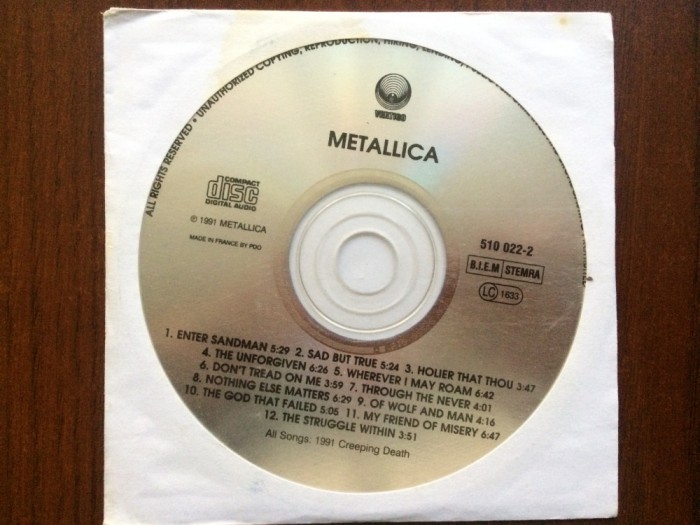 ALL RIGHTS RESERVED • UNAUTHORIZED COPYING, REPRODUCTION, HIRING,
VERTIGO
METALLICA
COMPACT
disc
DIGITAL AUDIO
℗ 1991 METALLICA
MADE IN FRANCE BY PDO
510 022-2
B.I.E.M STEMRA
LC 1633
1. ENTER SANDMAN 5:29 2. SAD BUT TRUE 5:24 3. HOLIER THAT THOU 3:47
4. THE UNFORGIVEN 6:26 5. WHEREVER I MAY ROAM 6:42
6. DON'T TREAD ON ME 3:59 7. THROUGH THE NEVER 4:01
8. NOTHING ELSE MATTERS 6:29 9. OF WOLF AND MAN 4:16
10. THE GOD THAT FAILED 5:05 11. MY FRIEND OF MISERY 6:47
12. THE STRUGGLE WITHIN 3:51
All Songs: 1991 Creeping Death